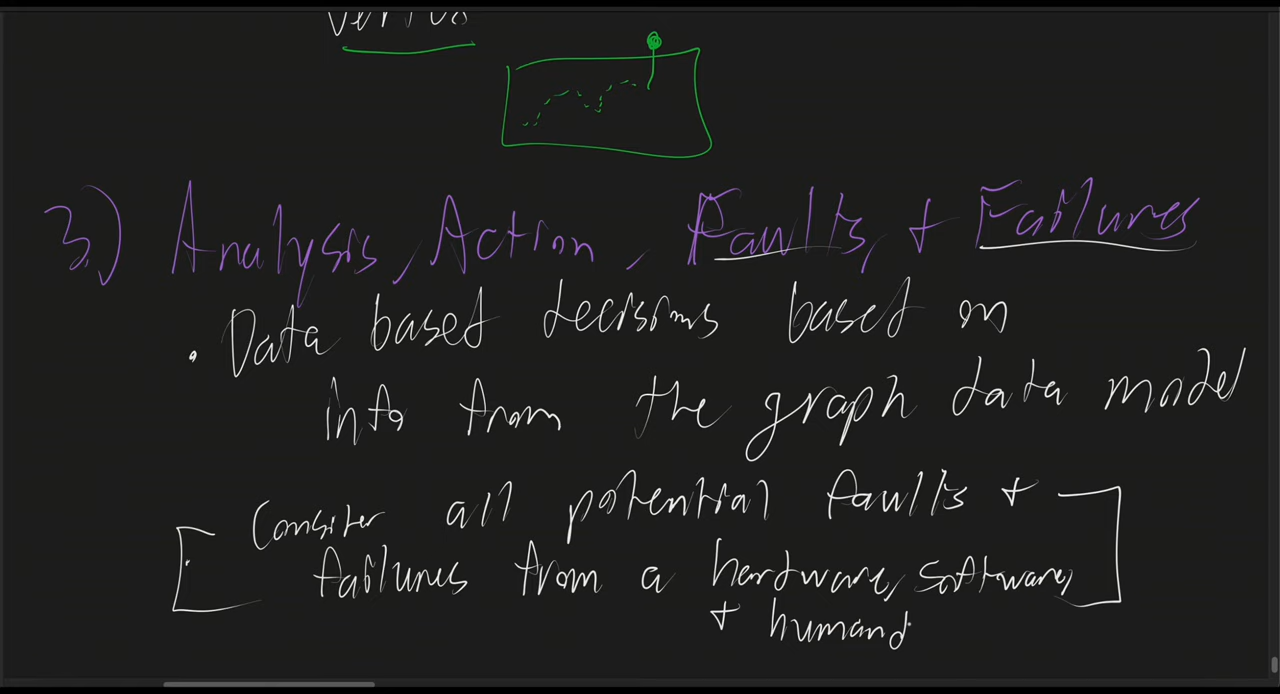 versus
3.) Analysis, Action, Faults, + Failures
. Data based decisions based on
info from the graph data model
Consider all potential faults +
failures from a hardware, software,
+ human